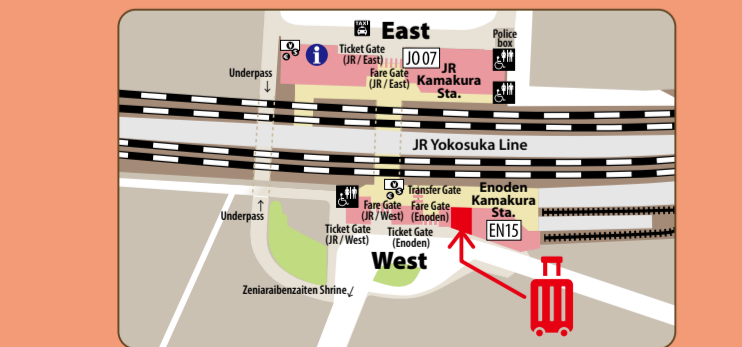 TAXI
East
Police
box
i
Ticket Gate
(JR / East)
JO 07
JR
Kamakura
Sta.
Fare Gate
(JR / East)
Underpass
JR Yokosuka Line
Transfer Gate
Enoden
Kamakura
Sta.
EN15
Fare Gate
(JR / West)
Fare Gate
(Enoden)
Underpass
Ticket Gate
(JR / West)
Ticket Gate
(Enoden)
West
Zeniaraibenzaiten Shrine